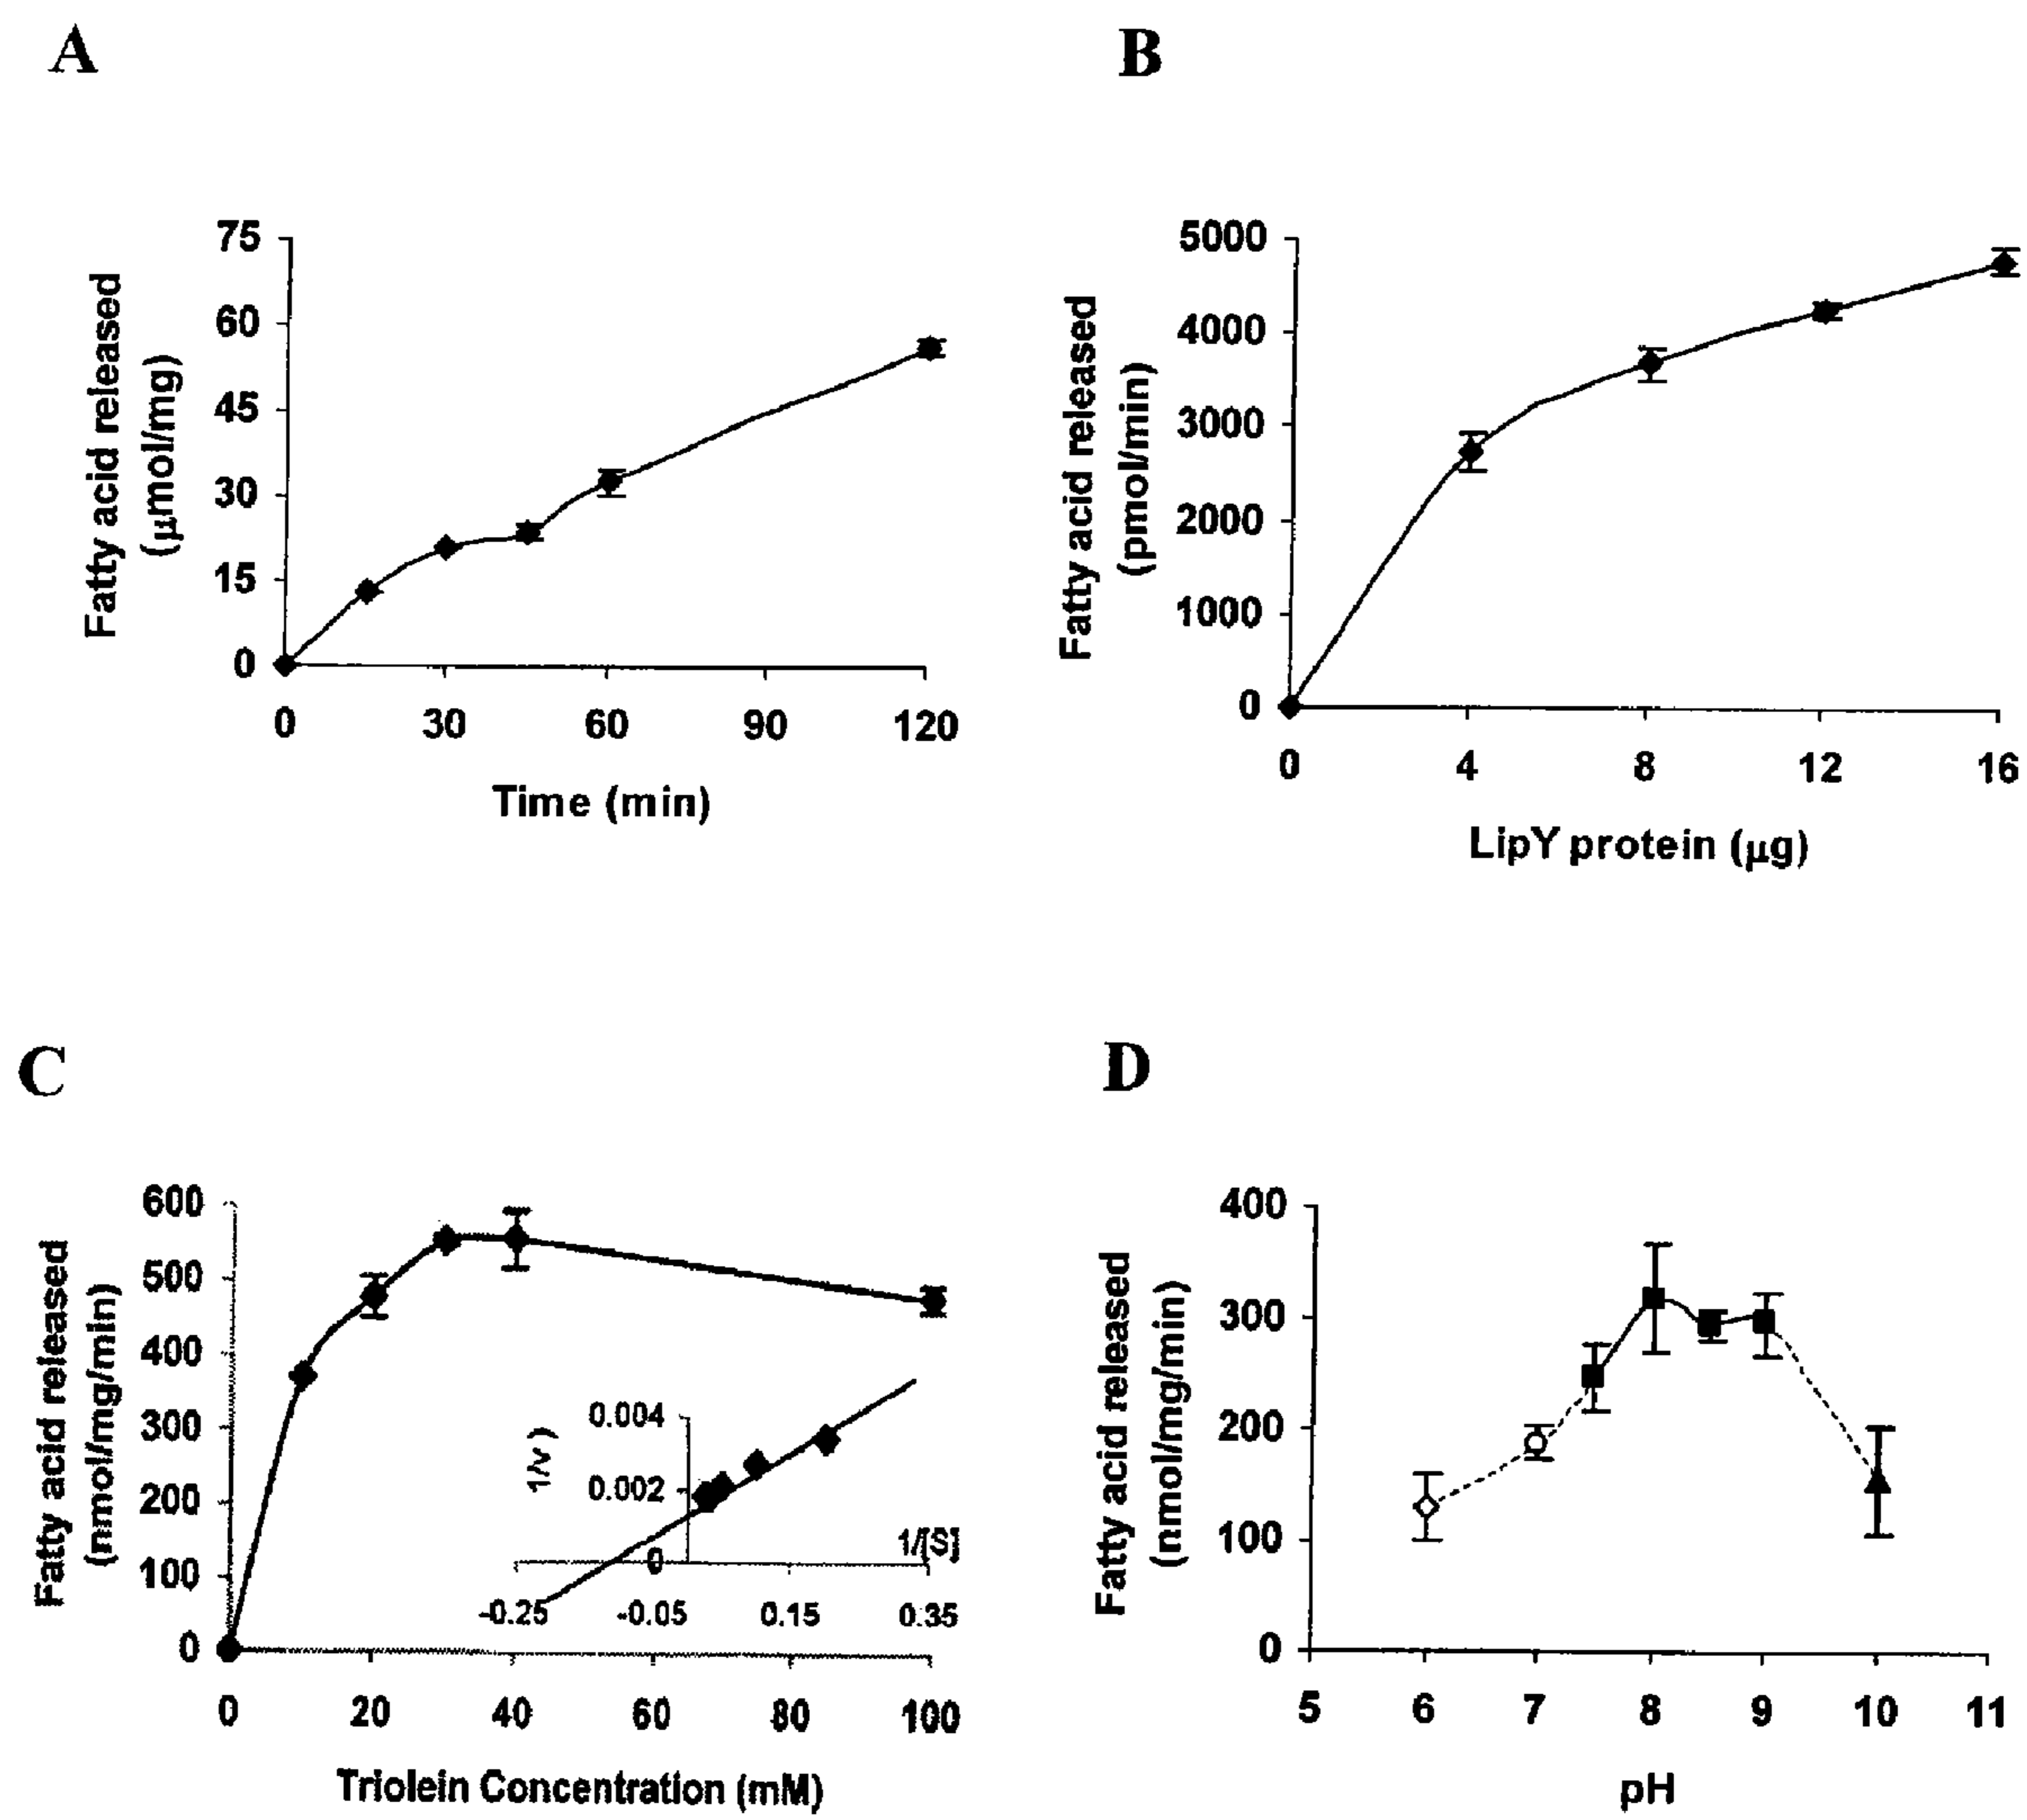 A
Fatty acid released
(μmol/mg)
75
60
45
30
15
0
0 30 60 90 120
Time (min)
B
Fatty acid released
(pmol/min)
5000
4000
3000
2000
1000
0
0 4 8 12 16
LipY protein (μg)
C
Fatty acid released
(nmol/mg/min)
600
500
400
300
200
100
0
0 20 40 60 80 100
Triolein Concentration (mM)
1/v
0.004
0.002
0
1/[S]
-0.25 -0.05 0.15 0.35
D
Fatty acid released
(nmol/mg/min)
400
300
200
100
0
5 6 7 8 9 10 11
pH